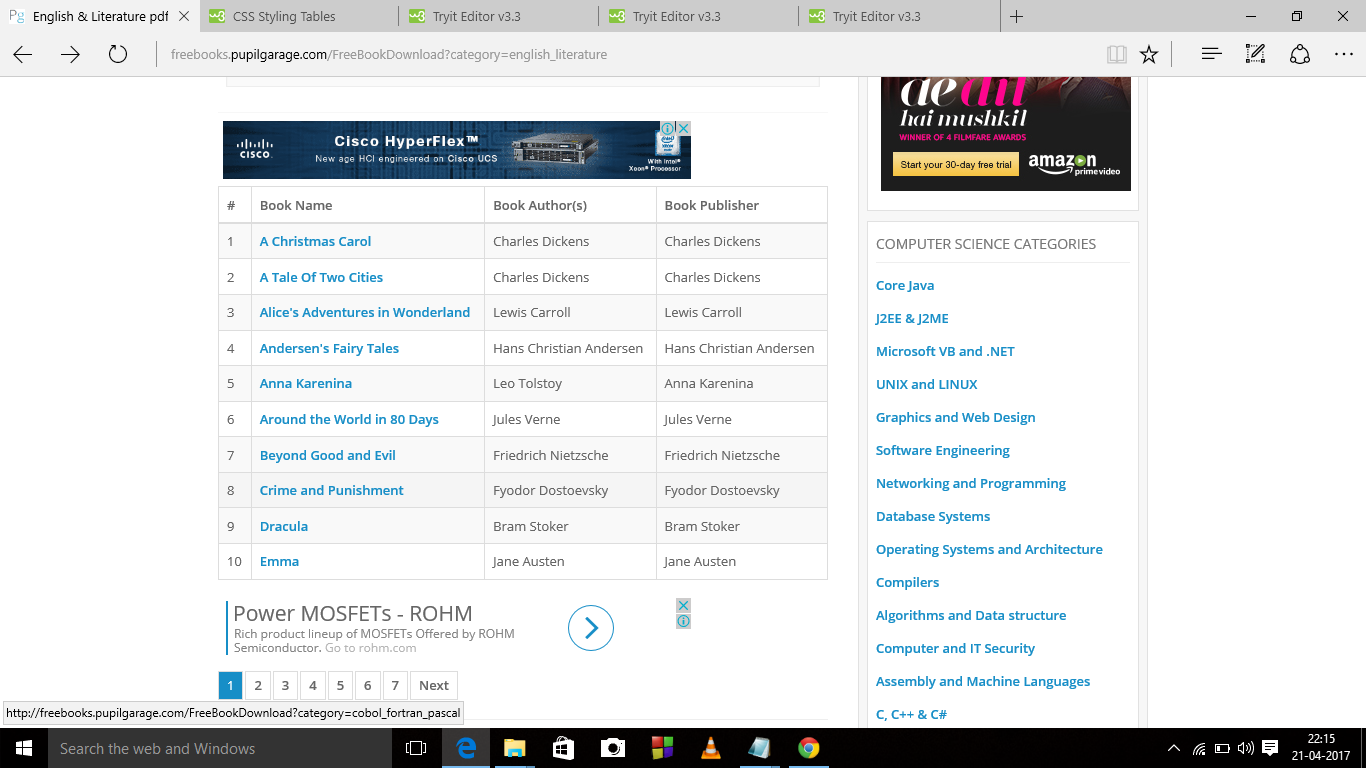 English & Literature pdf
CSS Styling Tables
Tryit Editor v3.3
Tryit Editor v3.3
Tryit Editor v3.3
freebooks.pupilgarage.com/FreeBookDownload?category=english_literature
CISCO
Cisco HyperFlex™
New age HCI engineered on Cisco UCS
With Intel®
Xeon® Processor
# Book Name Book Author(s) Book Publisher
1 A Christmas Carol Charles Dickens Charles Dickens
2 A Tale Of Two Cities Charles Dickens Charles Dickens
3 Alice's Adventures in Wonderland Lewis Carroll Lewis Carroll
4 Andersen's Fairy Tales Hans Christian Andersen Hans Christian Andersen
5 Anna Karenina Leo Tolstoy Anna Karenina
6 Around the World in 80 Days Jules Verne Jules Verne
7 Beyond Good and Evil Friedrich Nietzsche Friedrich Nietzsche
8 Crime and Punishment Fyodor Dostoevsky Fyodor Dostoevsky
9 Dracula Bram Stoker Bram Stoker
10 Emma Jane Austen Jane Austen
Power MOSFETs - ROHM
Rich product lineup of MOSFETs Offered by ROHM
Semiconductor. Go to rohm.com
1 2 3 4 5 6 7 Next
http://freebooks.pupilgarage.com/FreeBookDownload?category=cobol_fortran_pascal
ae dil
hai mushkil
WINNER OF 4 FILMFARE AWARDS
Start your 30-day free trial
amazon
primevideo
COMPUTER SCIENCE CATEGORIES
Core Java
J2EE & J2ME
Microsoft VB and .NET
UNIX and LINUX
Graphics and Web Design
Software Engineering
Networking and Programming
Database Systems
Operating Systems and Architecture
Compilers
Algorithms and Data structure
Computer and IT Security
Assembly and Machine Languages
C, C++ & C#
Search the web and Windows
22:15
21-04-2017